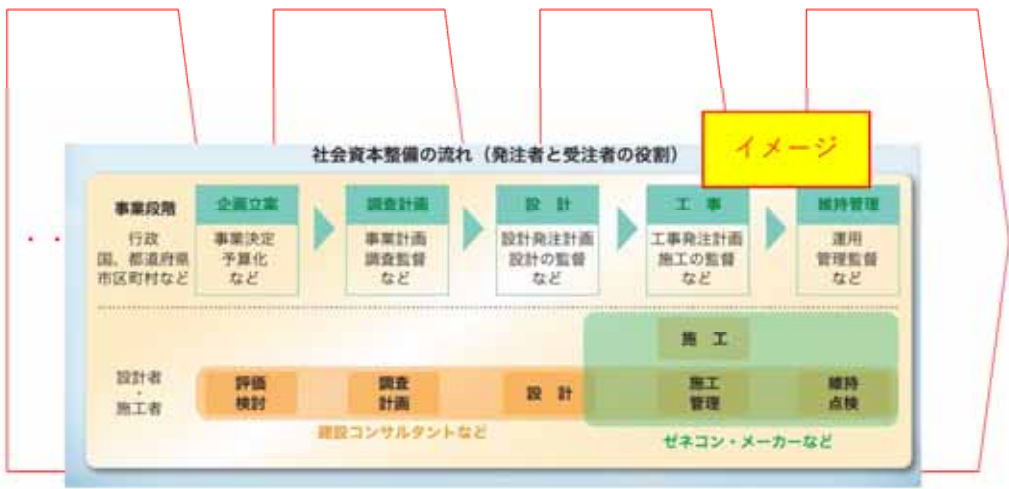 社会資本整備の流れ（発注者と受注者の役割）
イメージ
事業段階
企画立案
調査計画
設 計
工 事
維持管理
行政
国、都道府県
市区町村など
事業決定
予算化
など
事業計画
調査監督
など
設計発注計画
設計の監督
など
工事発注計画
施工の監督
など
運用
管理監督
など
・・
施 工
設計者
・
施工者
評価
検討
調査
計画
設 計
施工
管理
維持
点検
建設コンサルタントなど
ゼネコン・メーカーなど